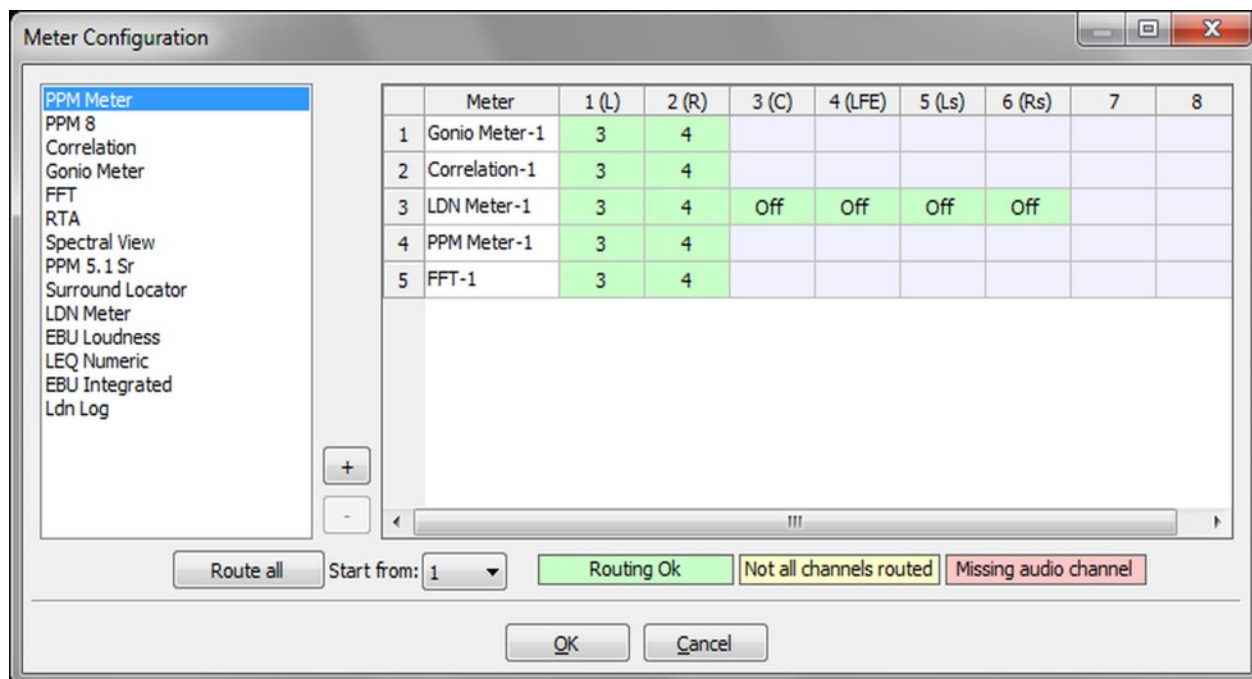 Meter Configuration
PPM Meter
PPM 8
Correlation
Gonio Meter
FFT
RTA
Spectral View
PPM 5.1 Sr
Surround Locator
LDN Meter
EBU Loudness
LEQ Numeric
EBU Integrated
Ldn Log
+
-
Meter 1 (L) 2 (R) 3 (C) 4 (LFE) 5 (Ls) 6 (Rs) 7 8
1 Gonio Meter-1 3 4
2 Correlation-1 3 4
3 LDN Meter-1 3 4 Off Off Off Off
4 PPM Meter-1 3 4
5 FFT-1 3 4
Route all Start from: 1 Routing Ok Not all channels routed Missing audio channel
OK Cancel